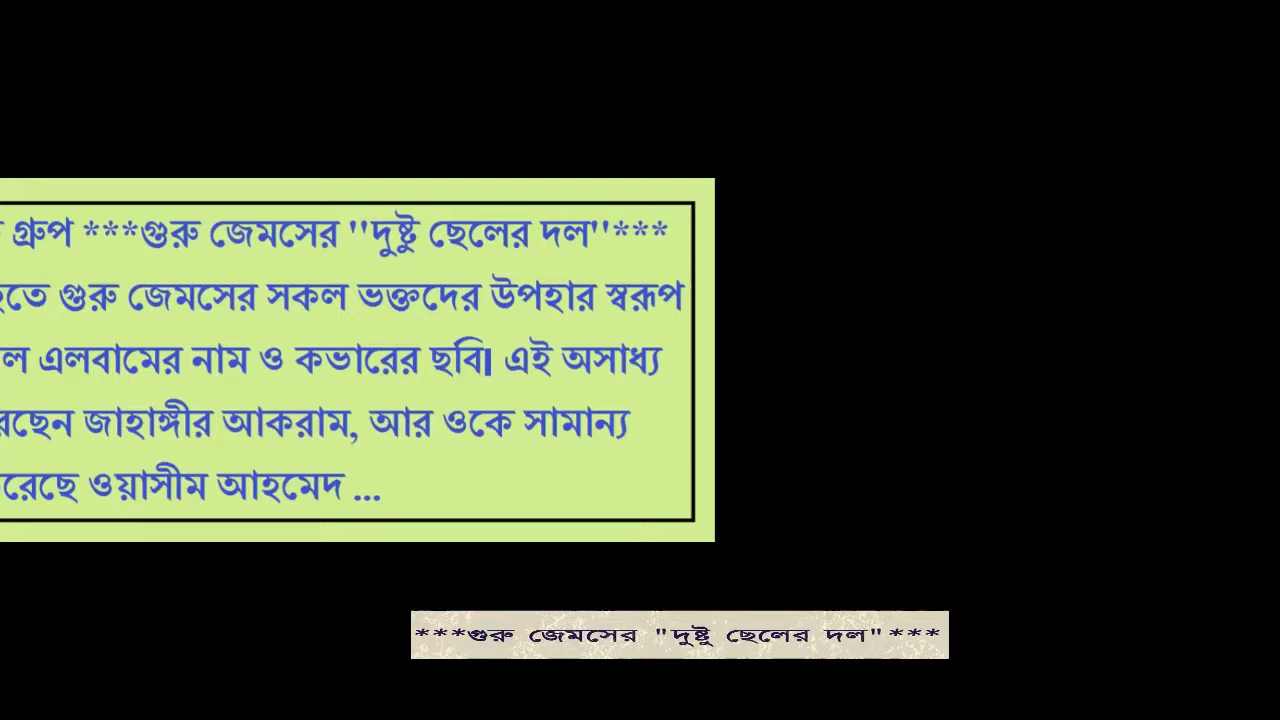 গ্রুপ ***গুরু জেমসের ''দুষ্টু ছেলের দল''***
গুরু জেমসের সকল ভক্তদের উপহার স্বরূপ
এলবামের নাম ও কভারের ছবি। এই অসাধ্য
জাহাঙ্গীর আকরাম, আর ওকে সামান্য
ওয়াসীম আহমেদ ...
***গুরু জেমসের "দুষ্টু ছেলের দল"***